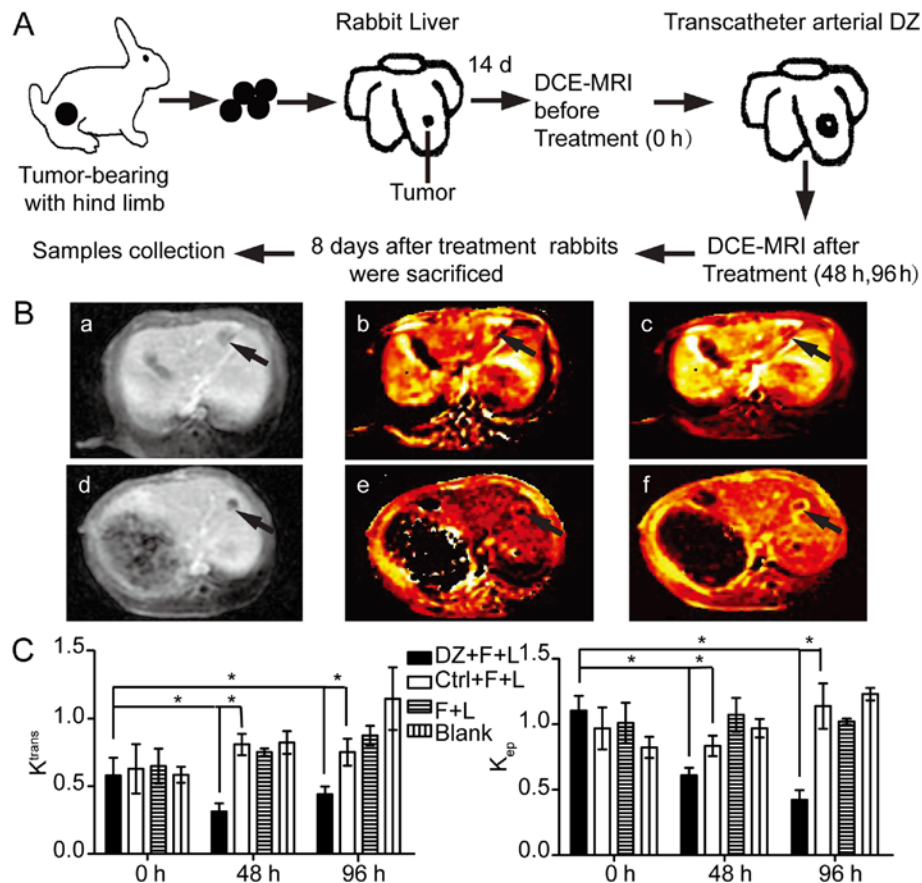 A
Rabbit Liver
Transcatheter arterial DZ
14 d
DCE-MRI
before
Treatment (0 h)
Tumor
Tumor-bearing
with hind limb
Samples collection
8 days after treatment rabbits
were sacrificed
DCE-MRI after
Treatment (48 h,96 h)
B
a
b
c
d
e
f
C
Ktrans
1.5
1.0
0.5
0.0
* * * *
0 h 48 h 96 h
DZ+F+L
Ctrl+F+L
F+L
Blank
Kep
1.5
1.0
0.5
0.0
* * * *
0 h 48 h 96 h